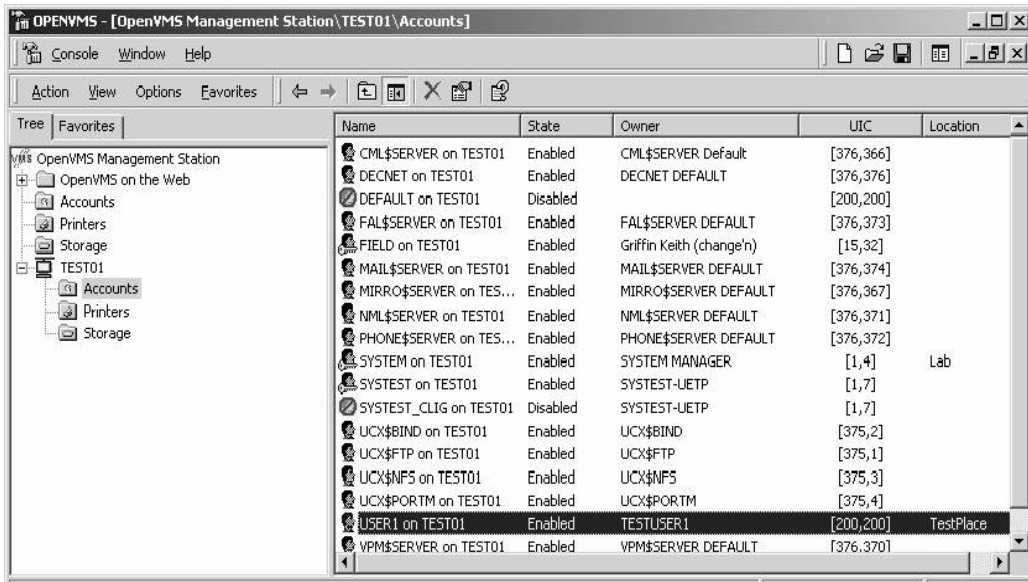 OPENVMS - [OpenVMS Management Station\TEST01\Accounts]
Console Window Help
Action View Options Favorites
Tree Favorites
OpenVMS Management Station
OpenVMS on the Web
Accounts
Printers
Storage
TEST01
Accounts
Printers
Storage
Name State Owner UIC Location
CML$SERVER on TEST01 Enabled CML$SERVER Default [376,366]
DECNET on TEST01 Enabled DECNET DEFAULT [376,376]
DEFAULT on TEST01 Disabled [200,200]
FAL$SERVER on TEST01 Enabled FAL$SERVER DEFAULT [376,373]
FIELD on TEST01 Enabled Griffin Keith (change'n) [15,32]
MAIL$SERVER on TEST01 Enabled MAIL$SERVER DEFAULT [376,374]
MIRRO$SERVER on TES... Enabled MIRRO$SERVER DEFAULT [376,367]
NML$SERVER on TEST01 Enabled NML$SERVER DEFAULT [376,371]
PHONE$SERVER on TES... Enabled PHONE$SERVER DEFAULT [376,372]
SYSTEM on TEST01 Enabled SYSTEM MANAGER [1,4] Lab
SYSTEST on TEST01 Enabled SYSTEST-UETP [1,7]
SYSTEST_CLIG on TEST01 Disabled SYSTEST-UETP [1,7]
UCX$BIND on TEST01 Enabled UCX$BIND [375,2]
UCX$FTP on TEST01 Enabled UCX$FTP [375,1]
UCX$NFS on TEST01 Enabled UCX$NFS [375,3]
UCX$PORTM on TEST01 Enabled UCX$PORTM [375,4]
USER1 on TEST01 Enabled TESTUSER1 [200,200] TestPlace
VPM$SERVER on TEST01 Enabled VPM$SERVER DEFAULT [376,370]